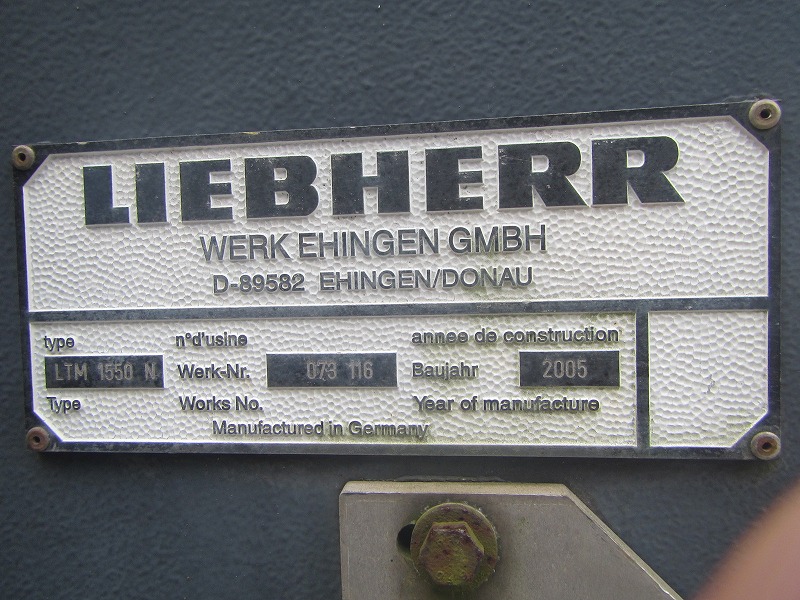 LIEBHERR
WERK EHINGEN GMBH
D-89582 EHINGEN/DONAU
type n°d'usine annee de construction
LTM 1550 N Werk-Nr. 073 116 Baujahr 2005
Type Works No. Year of manufacture
Manufactured in Germany